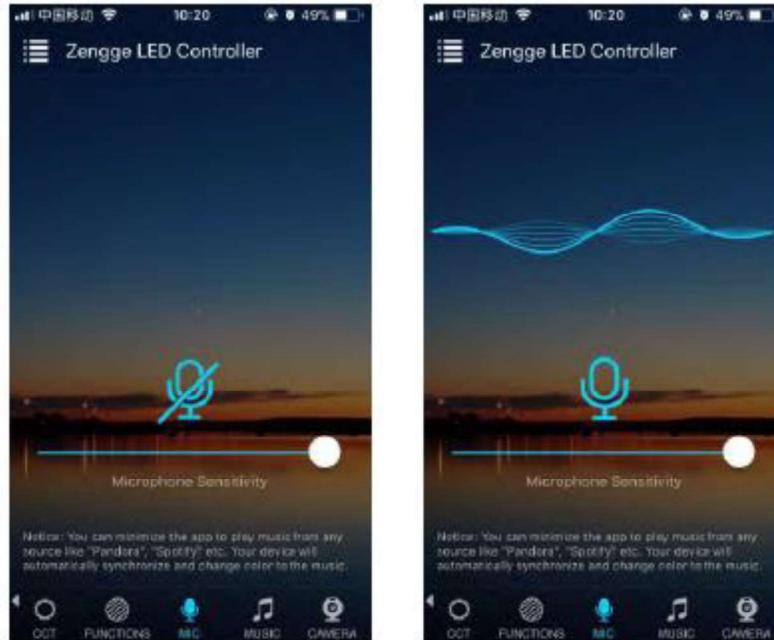 中国移动 10:20 49%
Zengge LED Controller
Microphone Sensitivity
Notice: You can minimize the app to play music from any
source like "Pandora", "Spotify" etc. Your device will
automatically synchronize and change color to the music.
CCT FUNCTIONS MIC MUSIC CAMERA
中国移动 10:20 49%
Zengge LED Controller
Microphone Sensitivity
Notice: You can minimize the app to play music from any
source like "Pandora", "Spotify" etc. Your device will
automatically synchronize and change color to the music.
CCT FUNCTIONS MIC MUSIC CAMERA